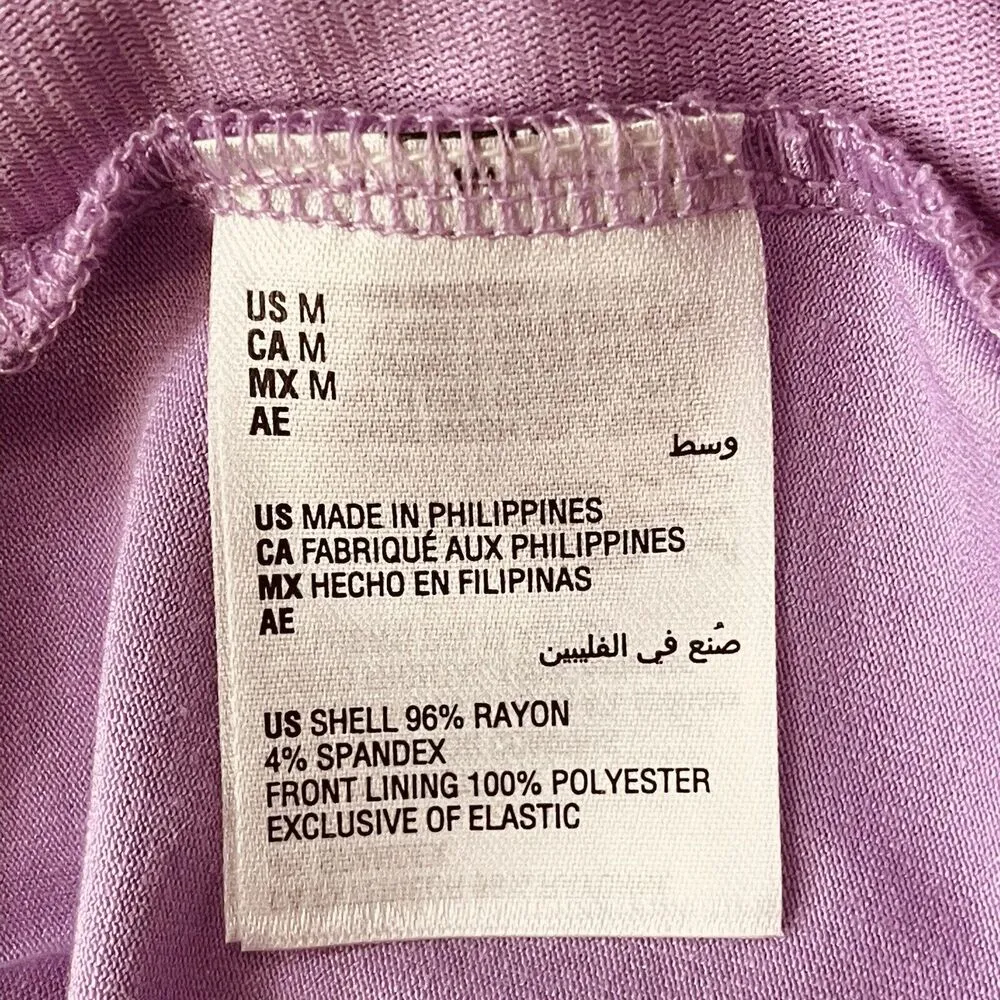 US M
CA M
MX M
AE
وسط
US MADE IN PHILIPPINES
CA FABRIQUÉ AUX PHILIPPINES
MX HECHO EN FILIPINAS
AE
صُنع في الفليبين
US SHELL 96% RAYON
4% SPANDEX
FRONT LINING 100% POLYESTER
EXCLUSIVE OF ELASTIC